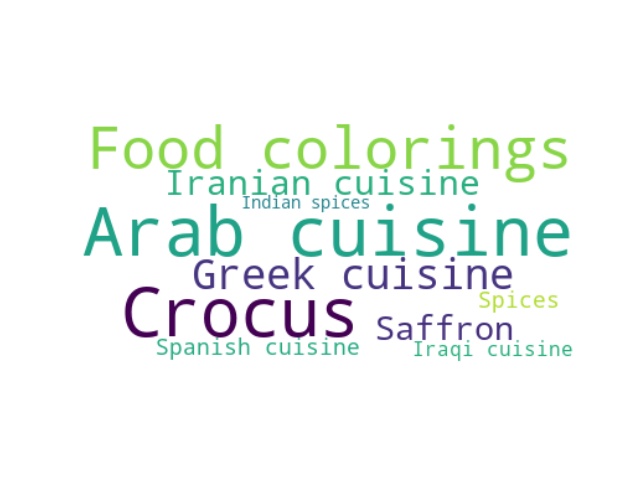 Food colorings
Iranian cuisine
Indian spices
Arab cuisine
Greek cuisine
Crocus
Spices
Saffron
Spanish cuisine
Iraqi cuisine